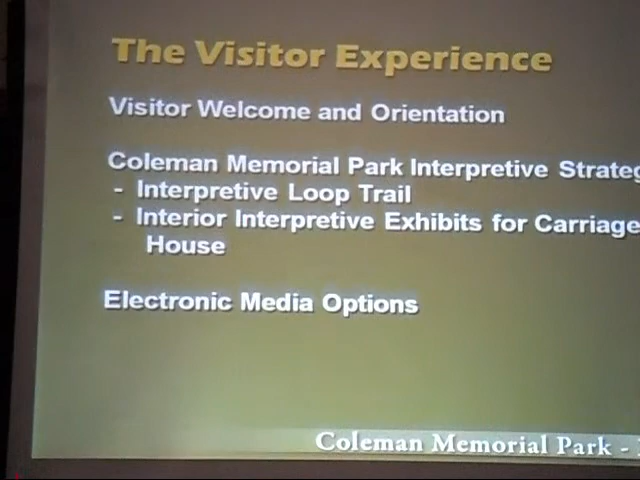 The Visitor Experience
Visitor Welcome and Orientation
Coleman Memorial Park Interpretive
- Interpretive Loop Trail
- Interior Interpretive Exhibits for Carriage
House
Electronic Media Options
Coleman Memorial Park -